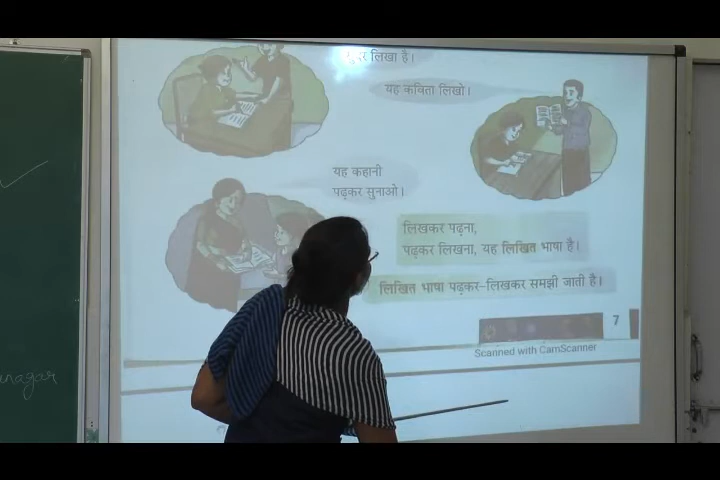 लिखा है।
यह कविता लिखो।
यह कहानी
पढ़कर सुनाओ।
लिखकर पढ़ना,
पढ़कर लिखना, यह लिखित भाषा है।
लिखित भाषा पढ़कर–लिखकर समझी जाती है।
7
Scanned with CamScanner
nagar